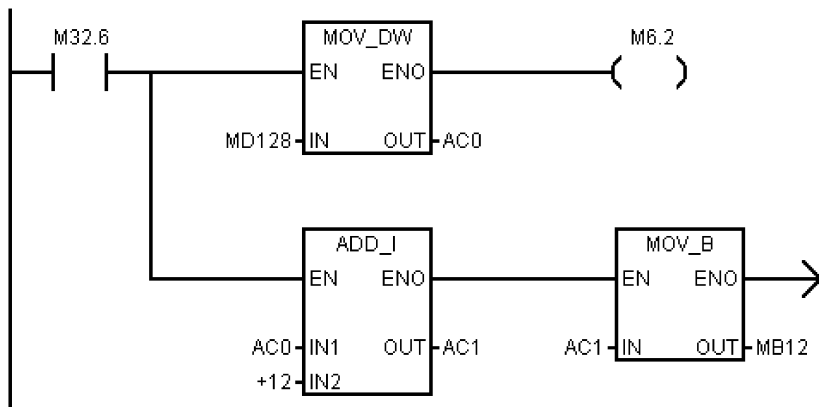 M32.6
MOV_DW
M6.2
EN ENO
MD128 IN OUT AC0
ADD_I
MOV_B
EN ENO
EN ENO
AC0 IN1 OUT AC1
AC1 IN OUT MB12
+12 IN2